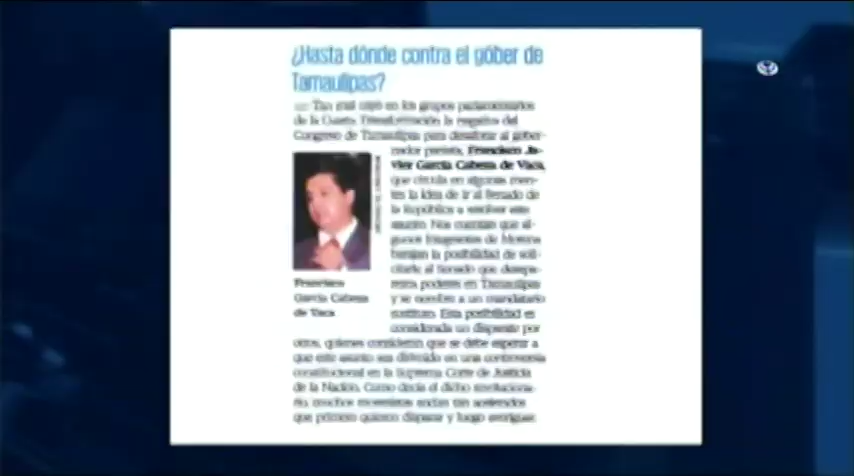 ¿Hasta dónde contra el góber de
Tamaulipas?
Tan mal cayó en los grupos parlamentarios
de la Cuarta Transformación la negativa del
Congreso de Tamaulipas para desaforar al gober-
nador panista, Francisco Ja-
vier García Cabeza de Vaca,
que circula en algunas men-
tes la idea de ir al Senado de
la República a resolver este
asunto. Nos cuentan que al-
gunos integrantes de Morena
barajan la posibilidad de soli-
citarle al Senado que desapa-
rezca poderes en Tamaulipas
y se nombre a un mandatario
sustituto. Esta posibilidad es
considerada un disparate por
otros, quienes consideran que se debe esperar a
que este asunto sea dirimido en una controversia
constitucional en la Suprema Corte de Justicia
de la Nación. Como decía el dicho revoluciona-
rio, muchos morenistas andan tan acelerados
que primero quieren disparar y luego averiguar.
Francisco
García Cabeza
de Vaca